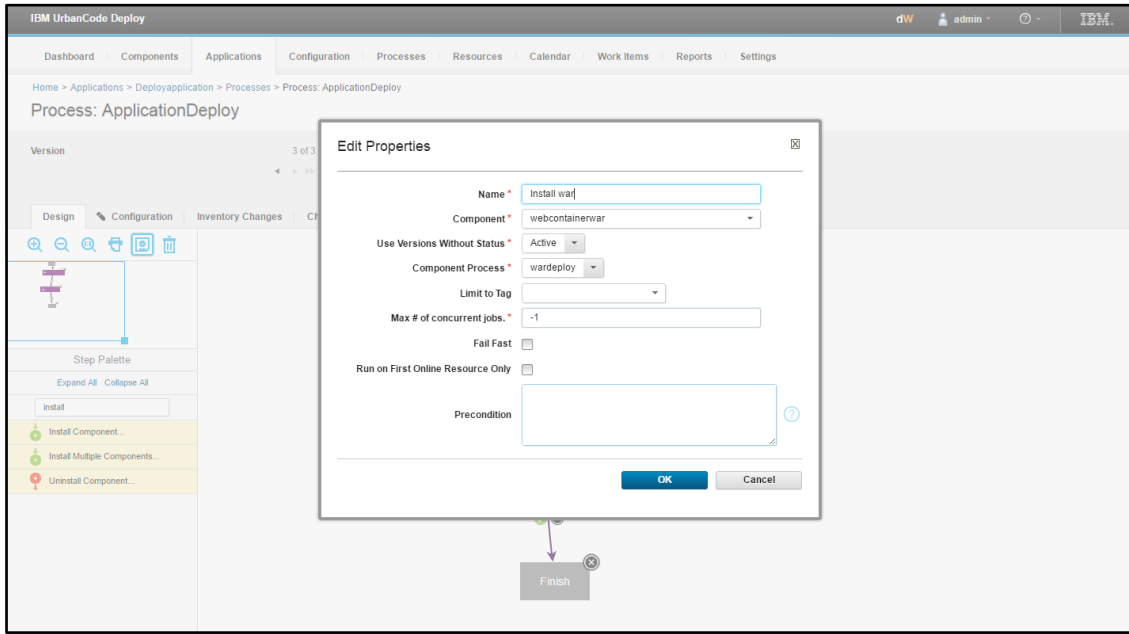 IBM UrbanCode Deploy dW admin IBM.
Dashboard Components Applications Configuration Processes Resources Calendar Work Items Reports Settings
Home > Applications > Deployapplication > Processes > Process: ApplicationDeploy
Process: ApplicationDeploy
Version 3 of 3
Design Configuration Inventory Changes Ch
Step Palette
Expand All Collapse All
install
Install Component...
Install Multiple Components...
Uninstall Component...
Edit Properties
Name * Install war
Component * webcontainerwar
Use Versions Without Status * Active
Component Process * wardeploy
Limit to Tag
Max # of concurrent jobs. * -1
Fail Fast
Run on First Online Resource Only
Precondition
OK Cancel
Finish